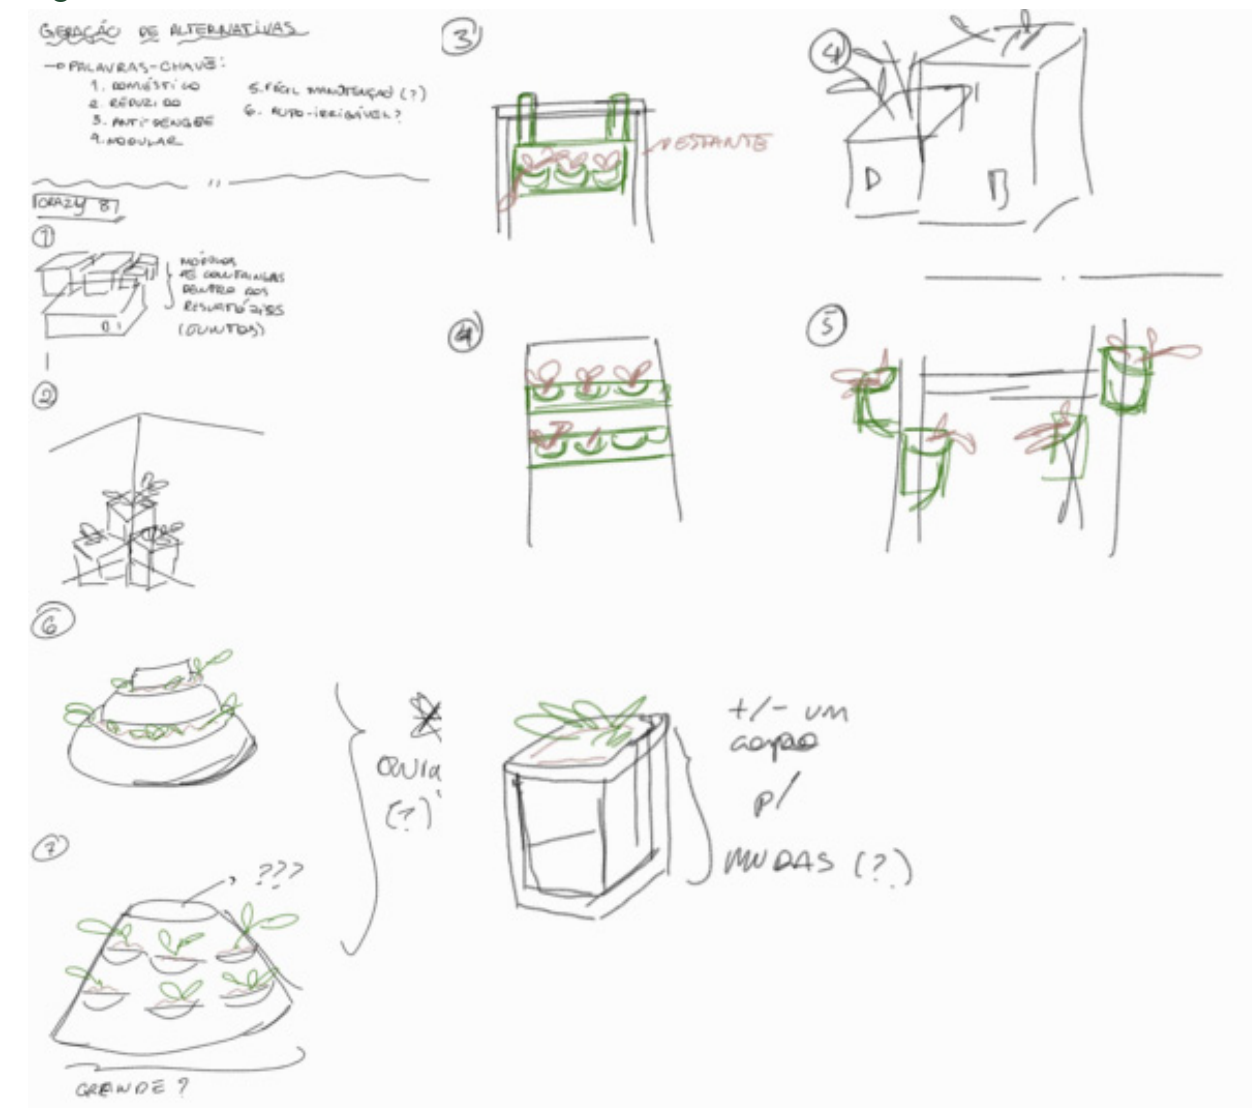 GERAÇÃO DE ALTERNATIVAS
→ PALAVRAS-CHAVE:
1. DOMÉSTICO
2. REDUZIDO
3. ANTI-DENGUE
4. MODULAR
5. FÁCIL MANUTENÇÃO (?)
6. AUTO-IRRIGÁVEL?
"
CRAZY 8'
1
MÓDULOS
DENTRO DOS
(JUNTOS)
2
3
ESTANTE
4
4
5
6
(?)
7
???
GRANDE?
+/- UM
P/
MUDAS (?)